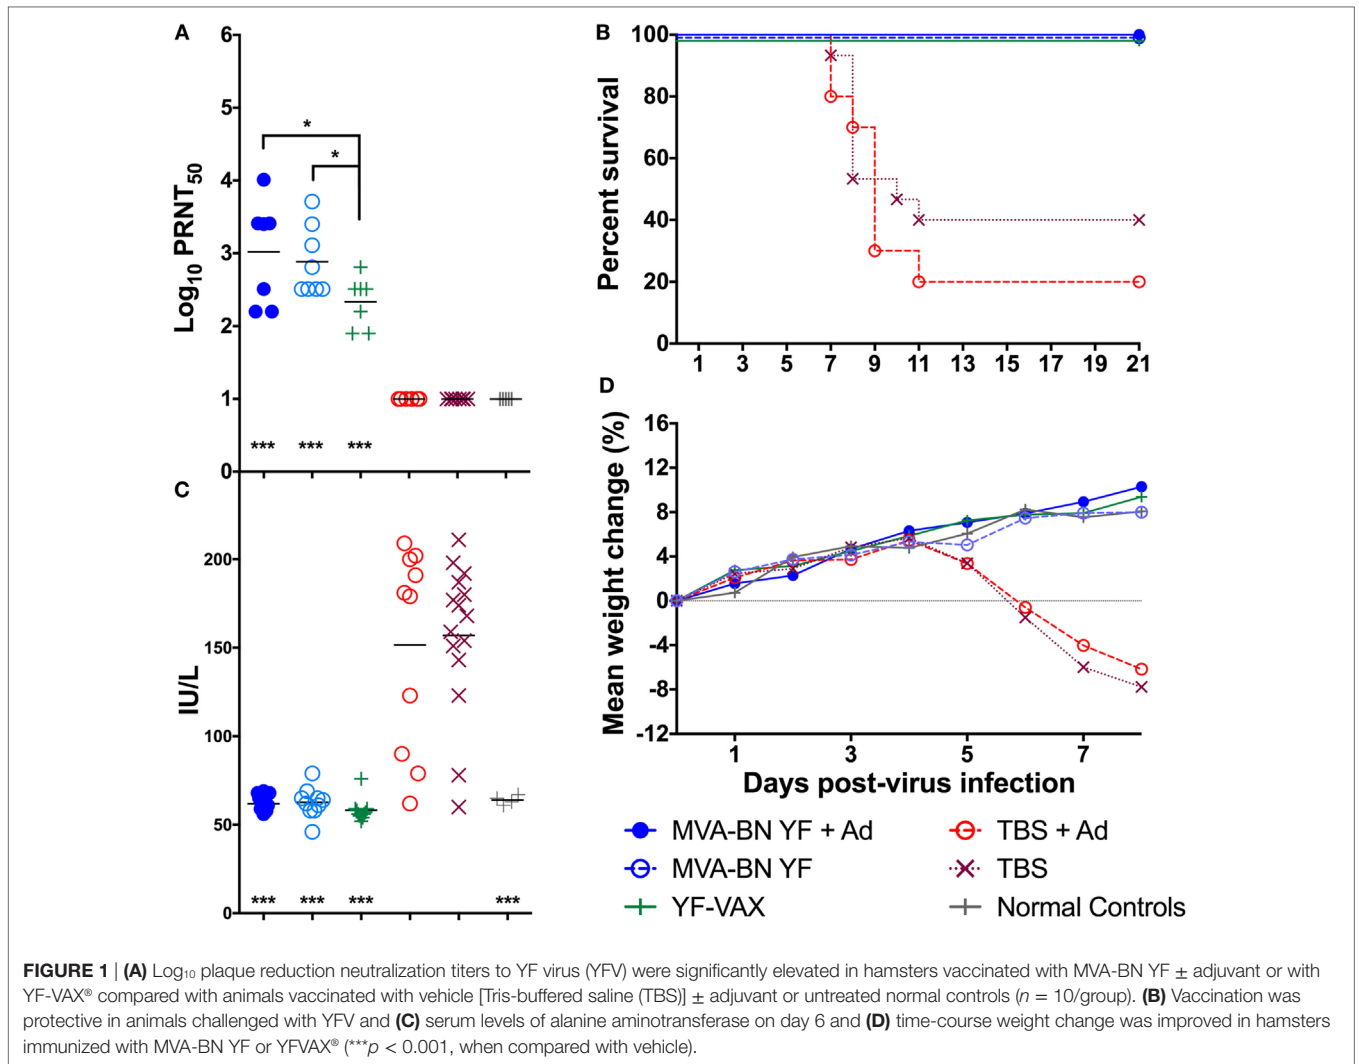 A
6
5
4
3
2
1
0
Log10 PRNT50
*
*
*** *** ***
B
100
80
60
40
20
0
Percent survival
1 3 5 7 9 11 13 15 17 19 21
C
200
150
100
50
0
IU/L
*** *** *** ***
D
16
12
8
4
0
-4
-8
-12
Mean weight change (%)
1 3 5 7
Days post-virus infection
MVA-BN YF + Ad
MVA-BN YF
YF-VAX
TBS + Ad
TBS
Normal Controls
FIGURE 1 | (A) Log10 plaque reduction neutralization titers to YF virus (YFV) were significantly elevated in hamsters vaccinated with MVA-BN YF ± adjuvant or with
YF-VAX® compared with animals vaccinated with vehicle [Tris-buffered saline (TBS)] ± adjuvant or untreated normal controls (n = 10/group). (B) Vaccination was
protective in animals challenged with YFV and (C) serum levels of alanine aminotransferase on day 6 and (D) time-course weight change was improved in hamsters
immunized with MVA-BN YF or YFVAX® (***p < 0.001, when compared with vehicle).